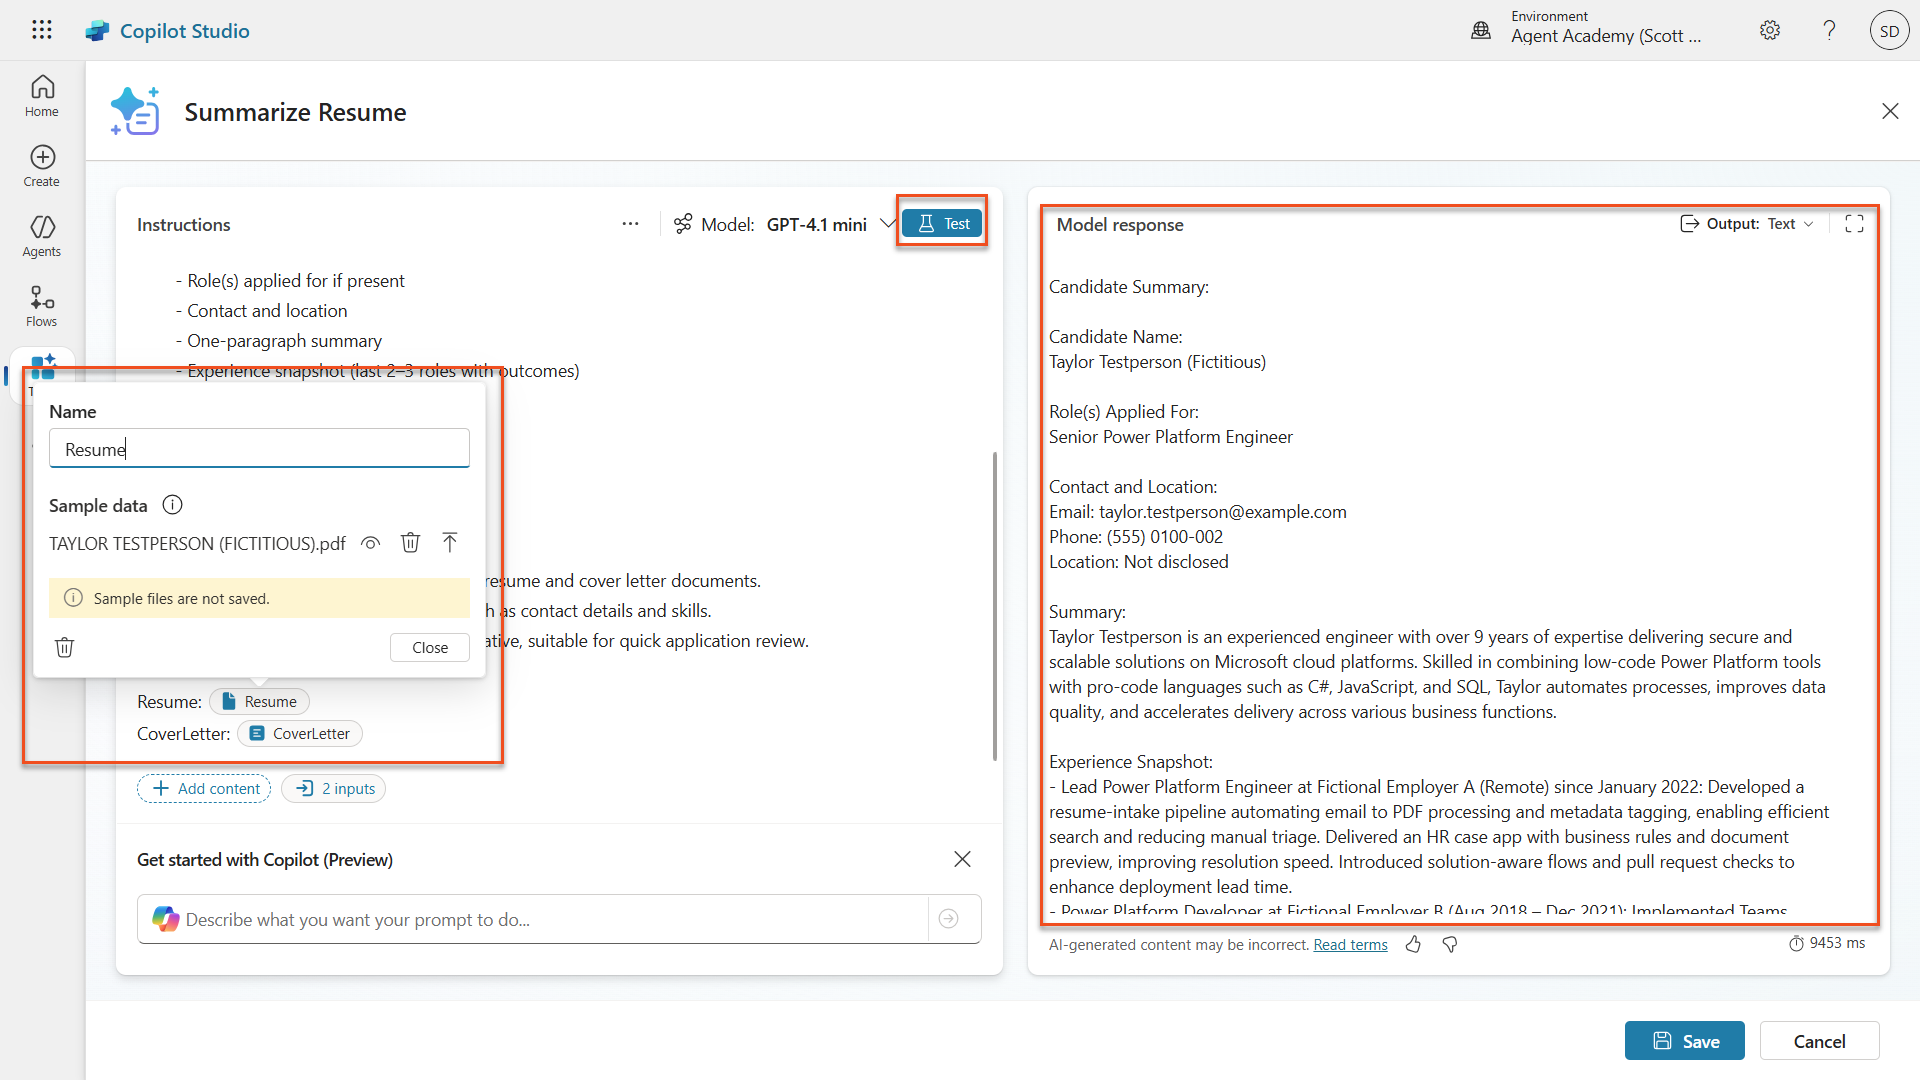 Copilot Studio
Environment
Agent Academy (Scott ...
SD
Home
Create
Agents
Flows
Summarize Resume
Instructions
Model: GPT-4.1 mini
Test
- Role(s) applied for if present
- Contact and location
- One-paragraph summary
- Experience snapshot (last 2–3 roles with outcomes)
Name
Resume
Sample data
TAYLOR TESTPERSON (FICTITIOUS).pdf
Sample files are not saved.
Close
resume and cover letter documents.
as contact details and skills.
suitable for quick application review.
Resume: Resume
CoverLetter: CoverLetter
Add content
2 inputs
Get started with Copilot (Preview)
Describe what you want your prompt to do...
Model response
Output: Text
Candidate Summary:
Candidate Name:
Taylor Testperson (Fictitious)
Role(s) Applied For:
Senior Power Platform Engineer
Contact and Location:
Email: taylor.testperson@example.com
Phone: (555) 0100-002
Location: Not disclosed
Summary:
Taylor Testperson is an experienced engineer with over 9 years of expertise delivering secure and
scalable solutions on Microsoft cloud platforms. Skilled in combining low-code Power Platform tools
with pro-code languages such as C#, JavaScript, and SQL, Taylor automates processes, improves data
quality, and accelerates delivery across various business functions.
Experience Snapshot:
- Lead Power Platform Engineer at Fictional Employer A (Remote) since January 2022: Developed a
resume-intake pipeline automating email to PDF processing and metadata tagging, enabling efficient
search and reducing manual triage. Delivered an HR case app with business rules and document
preview, improving resolution speed. Introduced solution-aware flows and pull request checks to
enhance deployment lead time.
- Power Platform Developer at Fictional Employer B (Aug 2018 – Dec 2021): Implemented Teams
AI-generated content may be incorrect. Read terms
9453 ms
Save
Cancel